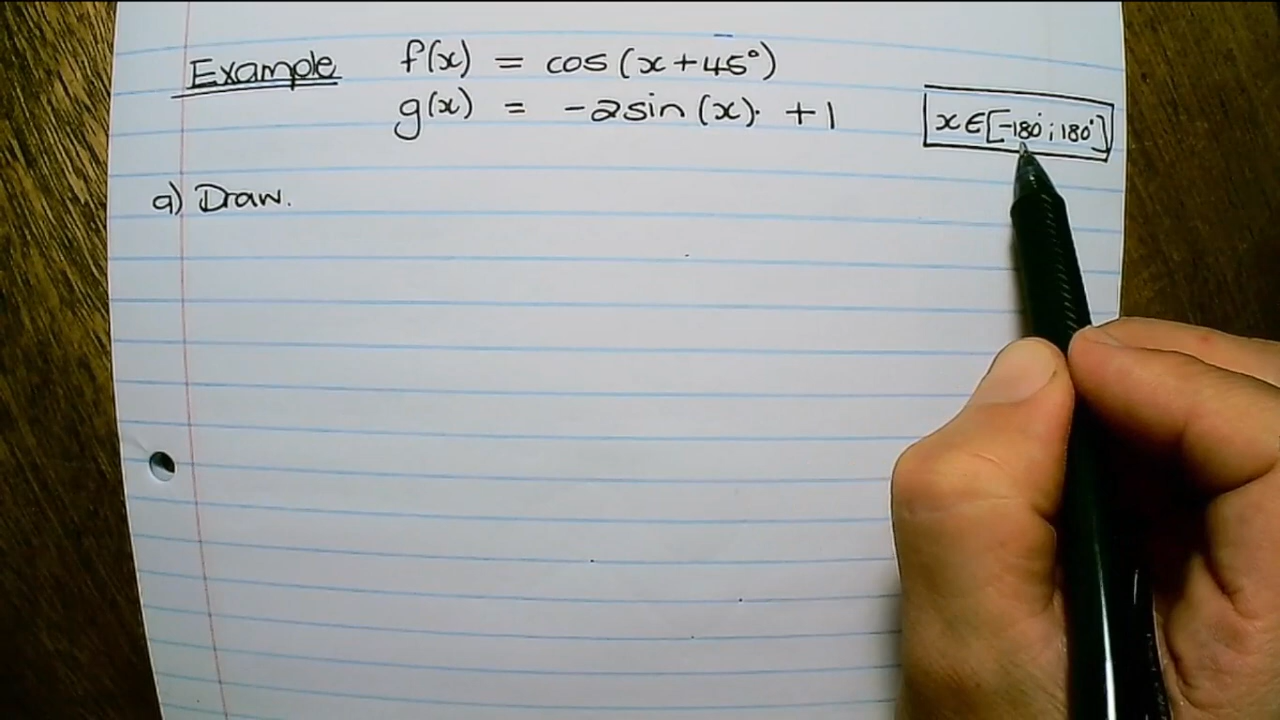 Example f(x) = cos(x+45°)
g(x) = -2sin(x) +1
x∈[-180°;180°]
a) Draw.